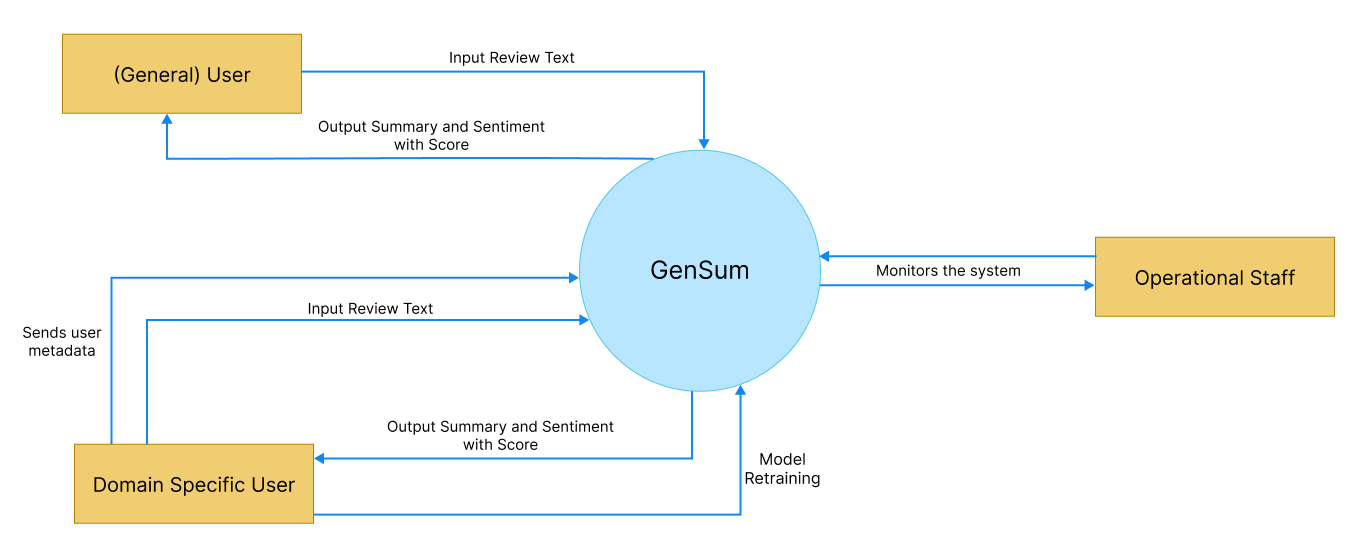 Input Review Text
(General) User
Output Summary and Sentiment
with Score
GenSum
Monitors the system
Operational Staff
Input Review Text
Sends user
metadata
Output Summary and Sentiment
with Score
Model
Retraining
Domain Specific User